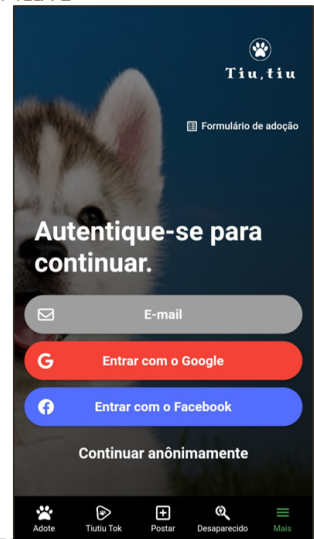 Tiu, tiu
Formulário de adoção
Autentique-se para
continuar.
E-mail
Entrar com o Google
Entrar com o Facebook
Continuar anônimamente
Adote
Tiutiu Tok
Postar
Desaparecido
Mais